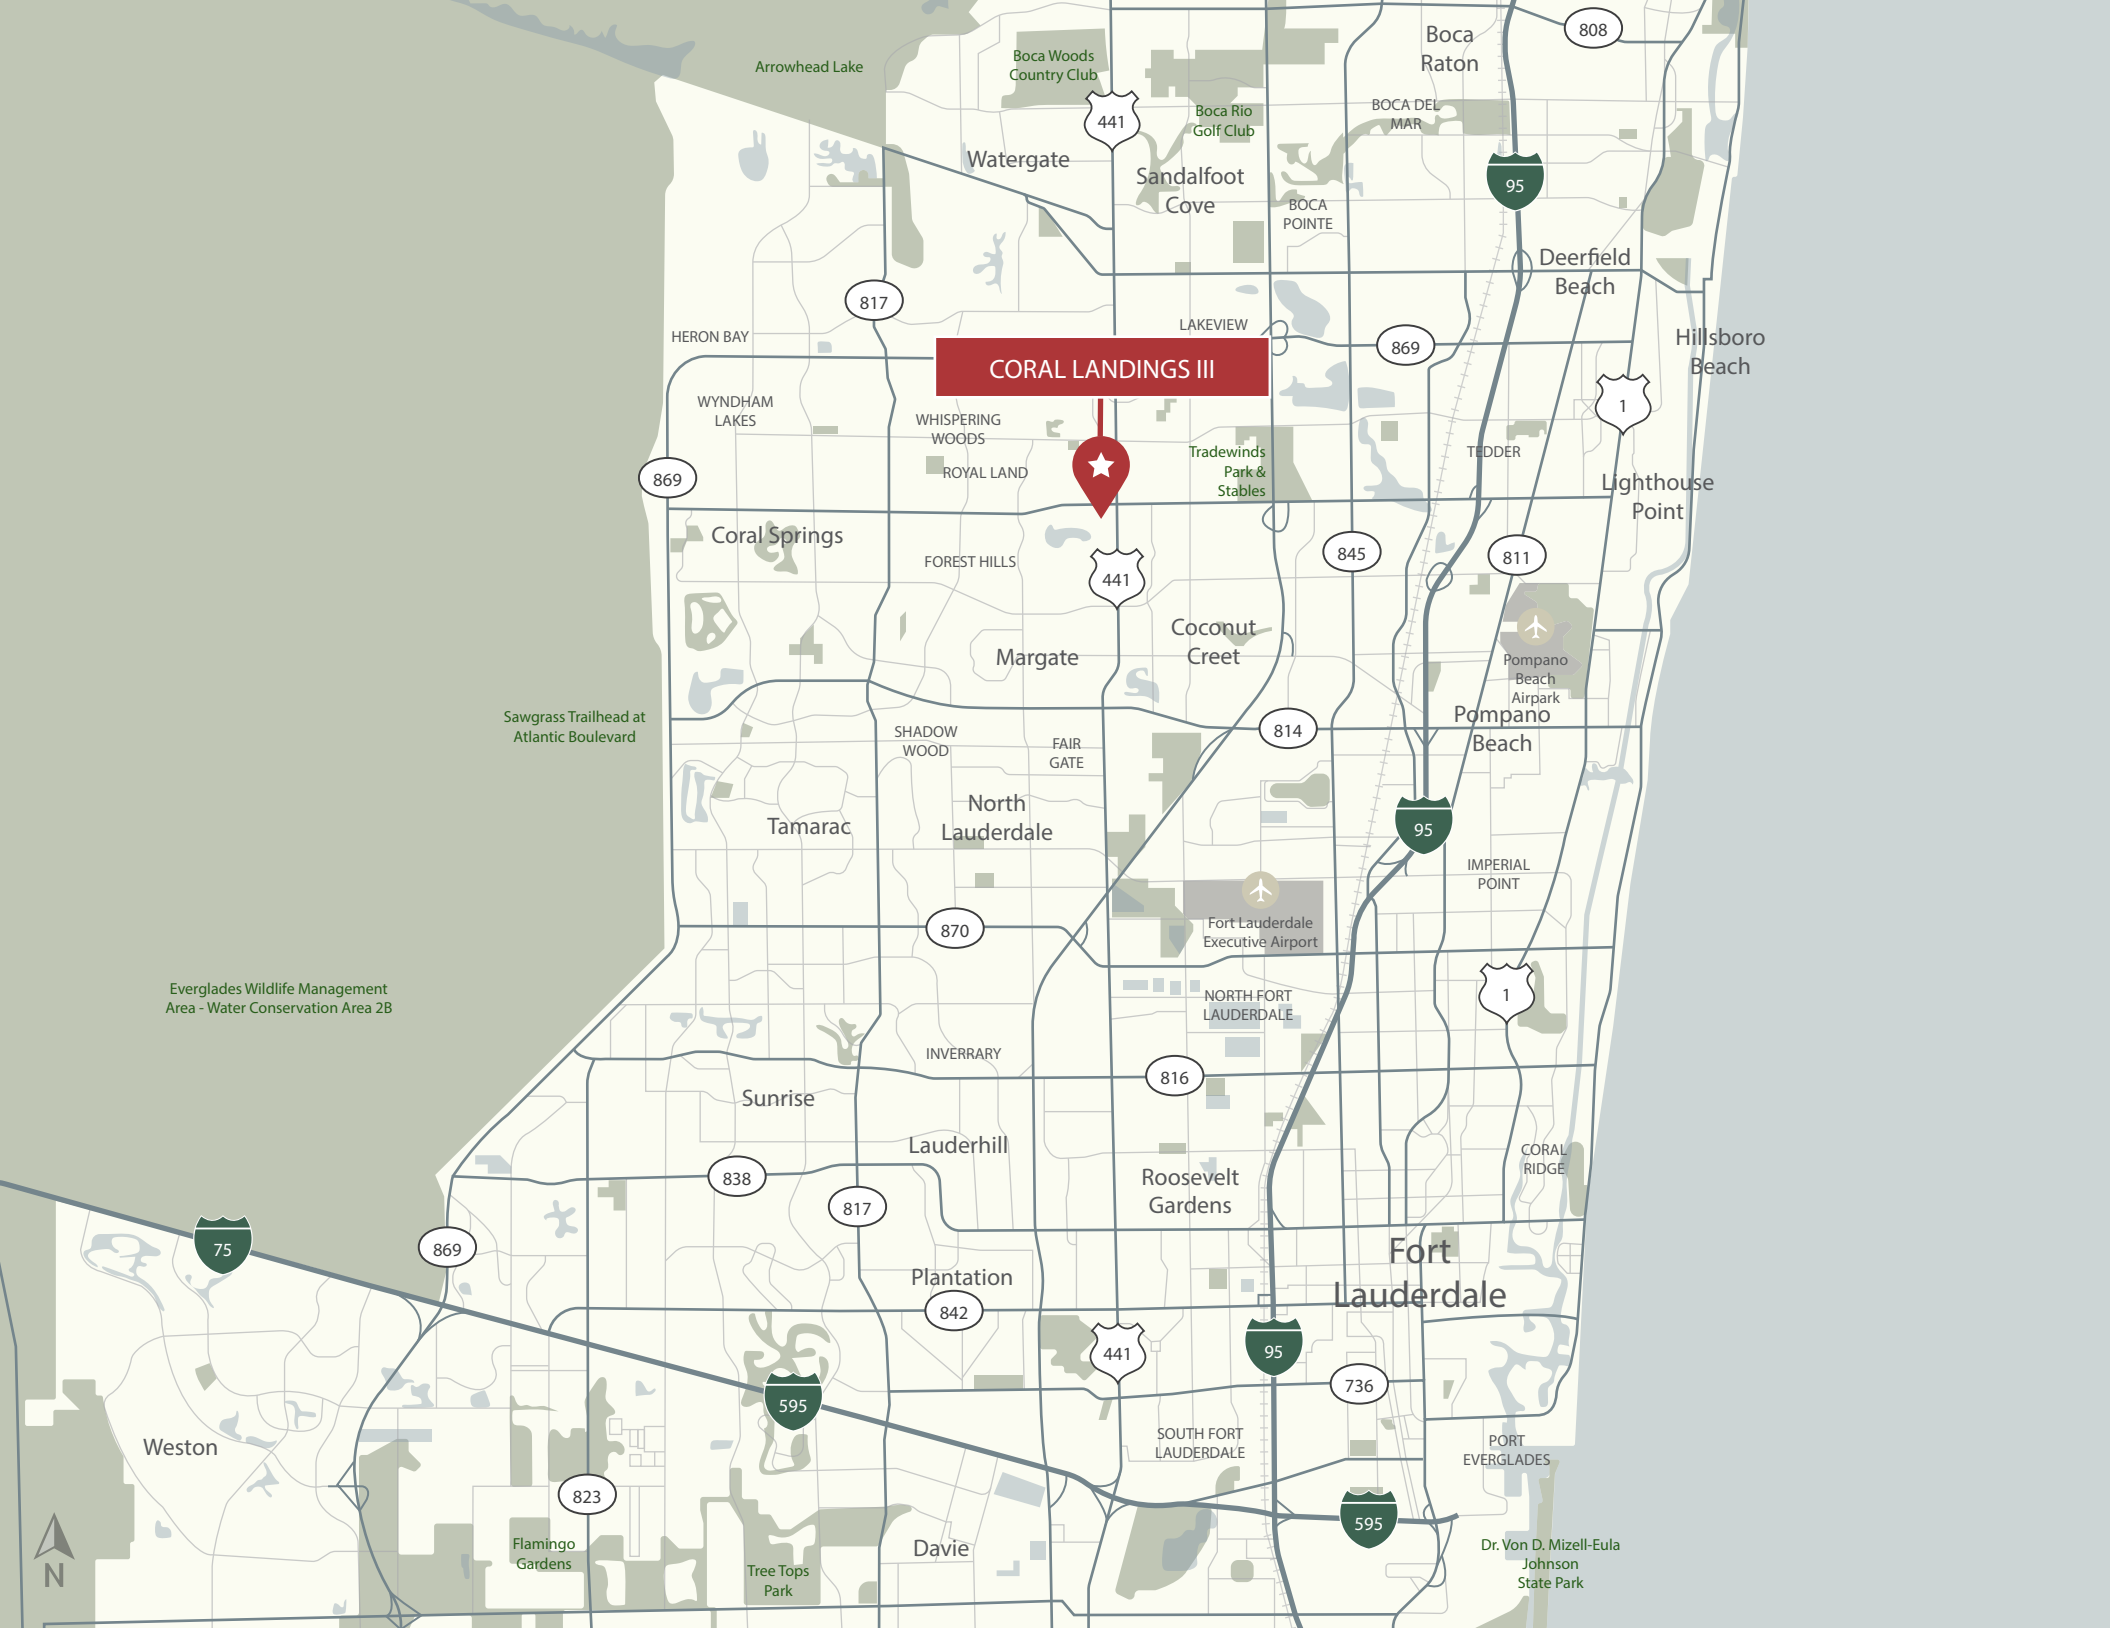 808
Boca
Raton
Boca Woods
Country Club
Arrowhead Lake
441
Boca Rio
Golf Club
BOCA DEL
MAR
Watergate
Sandalfoot
Cove
95
BOCA
POINTE
Deerfield
Beach
817
HERON BAY
LAKEVIEW
869
Hillsboro
Beach
CORAL LANDINGS III
WYNDHAM
LAKES
WHISPERING
WOODS
1
ROYAL LAND
Tradewinds
Park &
Stables
TEDDER
869
Lighthouse
Point
Coral Springs
FOREST HILLS
441
845
811
Margate
Coconut
Creet
Pompano
Beach
Airpark
Sawgrass Trailhead at
Atlantic Boulevard
SHADOW
WOOD
FAIR
GATE
814
Pompano
Beach
Tamarac
North
Lauderdale
95
IMPERIAL
POINT
870
Fort Lauderdale
Executive Airport
Everglades Wildlife Management
Area - Water Conservation Area 2B
NORTH FORT
LAUDERDALE
1
INVERRARY
816
Sunrise
Lauderhill
838
817
Roosevelt
Gardens
CORAL
RIDGE
75
869
Fort
Lauderdale
Plantation
842
441
95
736
595
Weston
SOUTH FORT
LAUDERDALE
PORT
EVERGLADES
823
595
N
Flamingo
Gardens
Tree Tops
Park
Davie
Dr. Von D. Mizell-Eula
Johnson
State Park